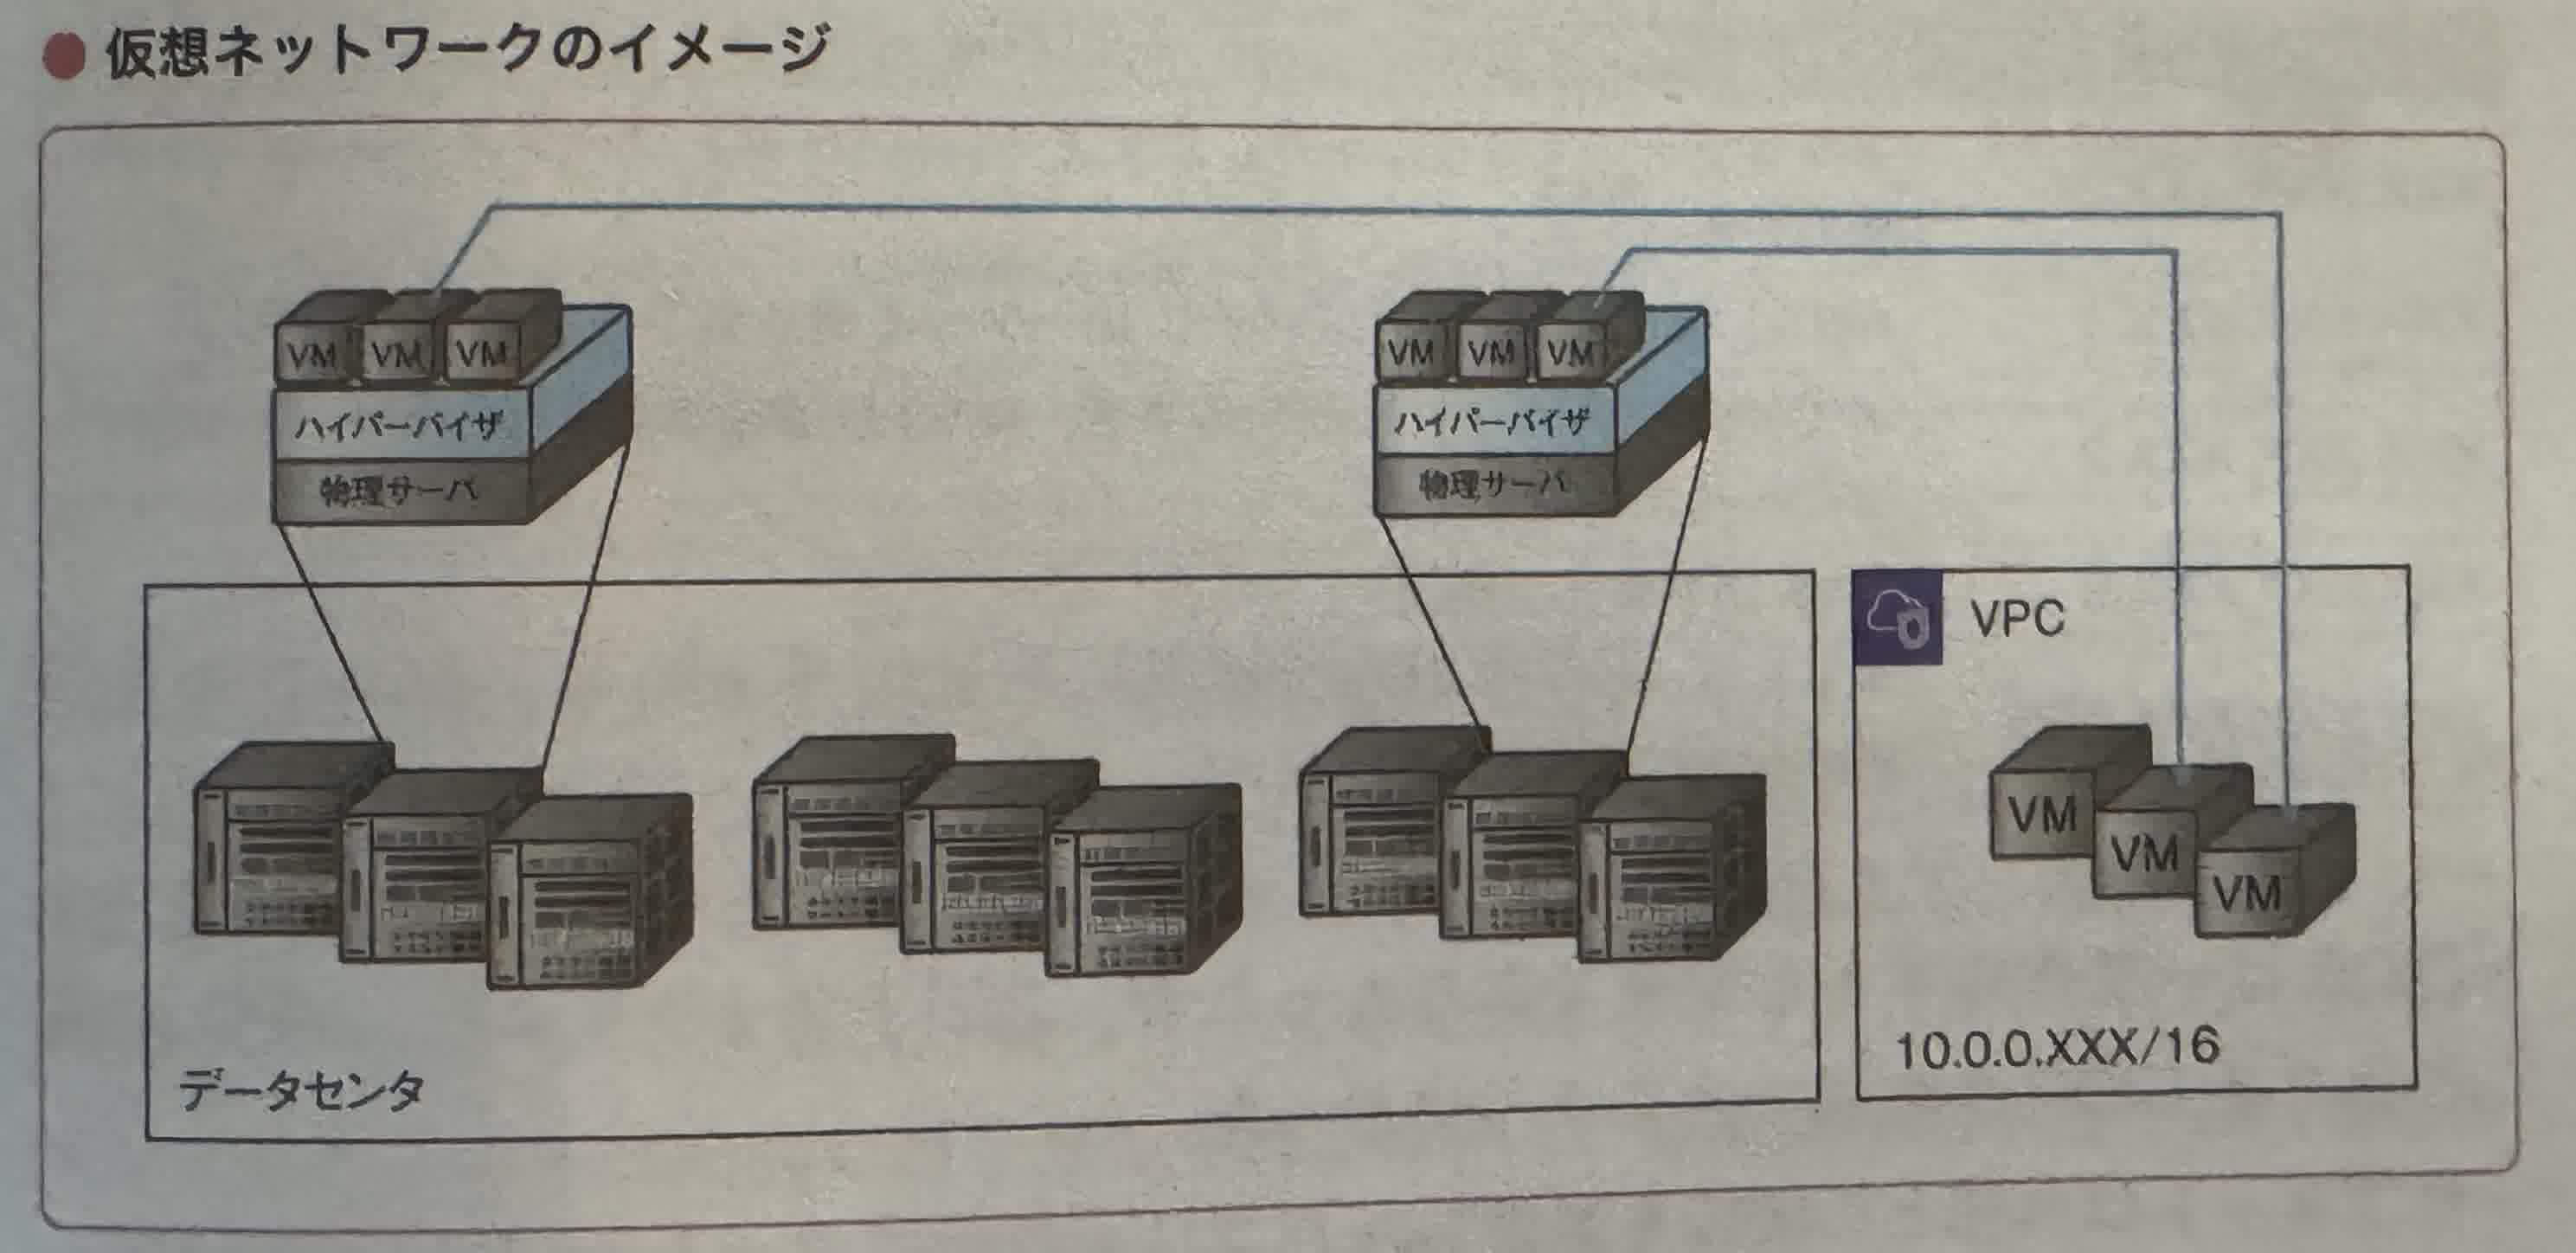 仮想ネットワークのイメージ
VM VM VM
ハイパーバイザ
物理サーバ
VM VM VM
ハイパーバイザ
物理サーバ
データセンタ
VPC
VM
VM
VM
10.0.0.XXX/16